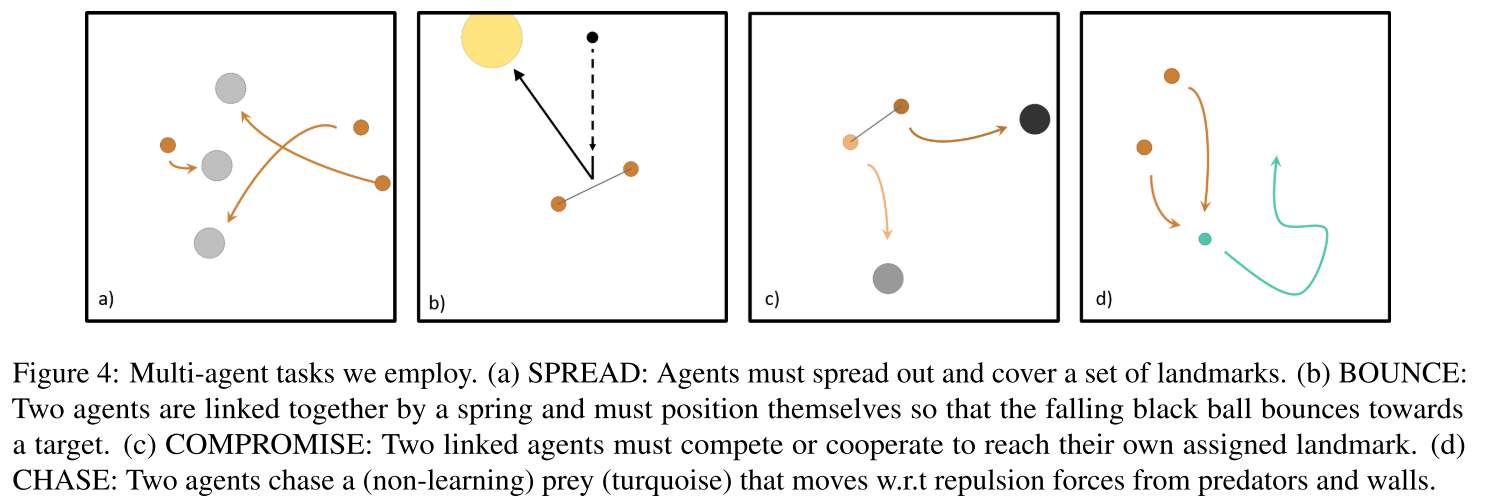 a)
b)
c)
d)
Figure 4: Multi-agent tasks we employ. (a) SPREAD: Agents must spread out and cover a set of landmarks. (b) BOUNCE:
Two agents are linked together by a spring and must position themselves so that the falling black ball bounces towards
a target. (c) COMPROMISE: Two linked agents must compete or cooperate to reach their own assigned landmark. (d)
CHASE: Two agents chase a (non-learning) prey (turquoise) that moves w.r.t repulsion forces from predators and walls.